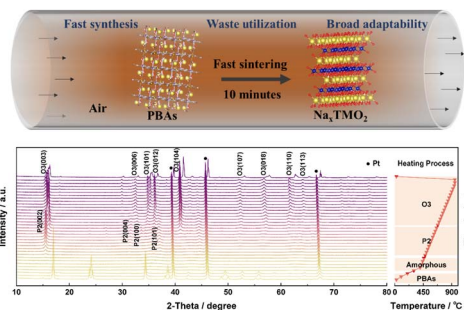 Fast synthesis Waste utilization Broad adaptability
Fast sintering
10 minutes
Air
PBAs
NaxTMO2
Intensity / a.u.
O3(003)
P2(002)
P2(004)
O3(006)
P2(100)
O3(101)
P2(101)
O3(012)
O3(104)
O3(107)
O3(018)
O3(110)
O3(113)
• Pt
10 20 30 40 50 60 70 80
2-Theta / degree
Heating Process
O3
P2
Amorphous
PBAs
0 450 900
Temperature / °C